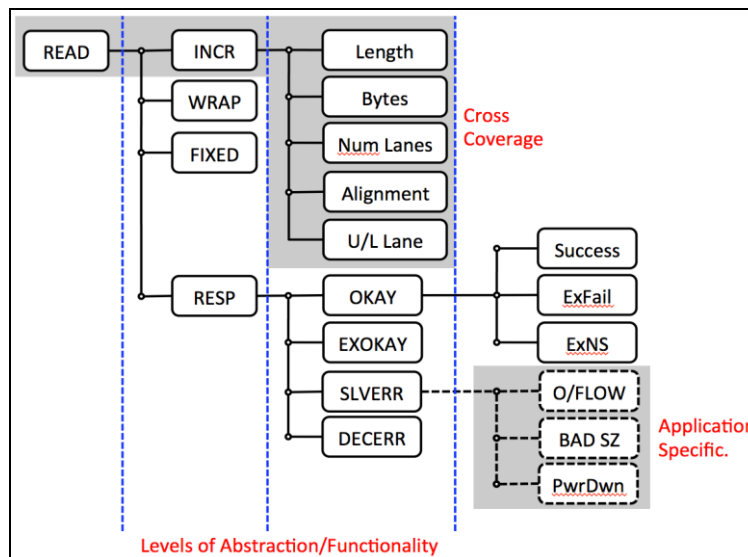 READ
INCR
Length
WRAP
Bytes
Cross
Coverage
FIXED
Num Lanes
Alignment
U/L Lane
Success
RESP
OKAY
ExFail
EXOKAY
ExNS
SLVERR
O/FLOW
Application
Specific.
DECERR
BAD SZ
PwrDwn
Levels of Abstraction/Functionality